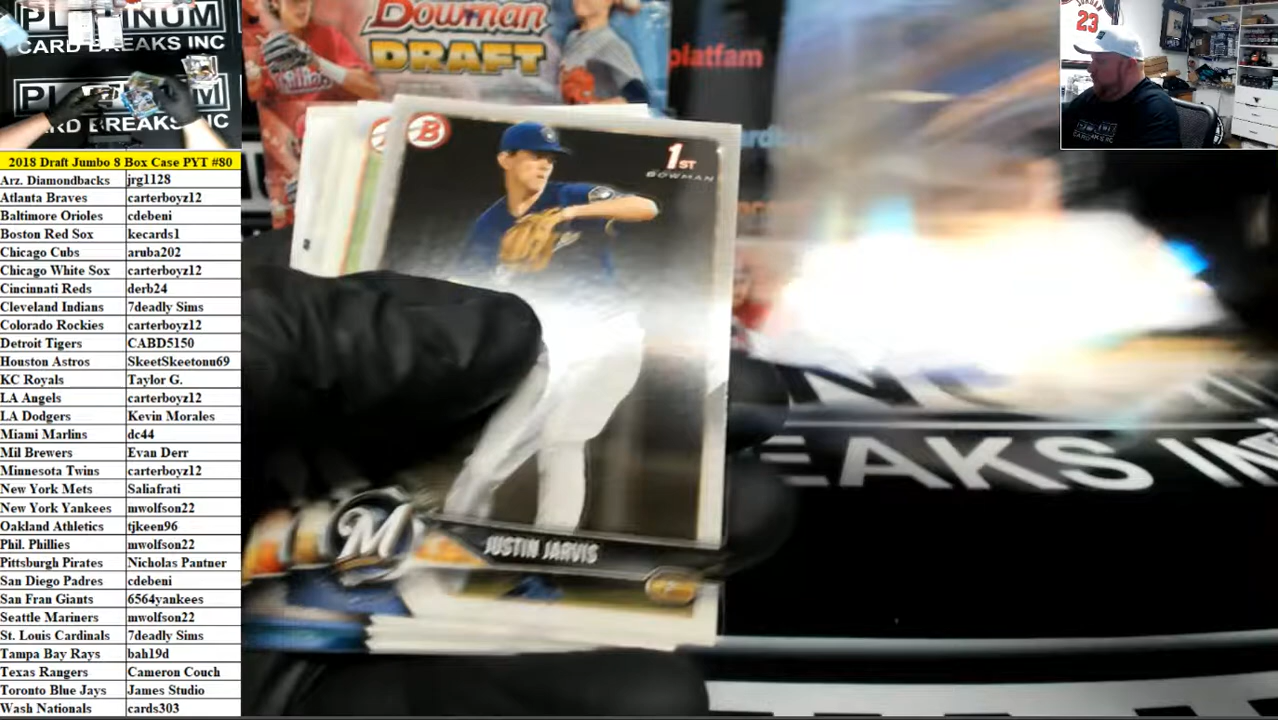 PLATINUM
CARD BREAKS INC
PL
M
ARD B
AKS INC
Bowman
DRAFT
Phillies
platfam
23
2018 Draft Jumbo 8 Box Case PYT #80
Arz. Diamondbacks jrg1128
Atlanta Braves carterboyz12
Baltimore Orioles cdebeni
Boston Red Sox kecards1
Chicago Cubs aruba202
Chicago White Sox carterboyz12
Cincinnati Reds derb24
Cleveland Indians 7deadly Sims
Colorado Rockies carterboyz12
Detroit Tigers CABD5150
Houston Astros SkeetSkeetonu69
KC Royals Taylor G.
LA Angels carterboyz12
LA Dodgers Kevin Morales
Miami Marlins dc44
Mil Brewers Evan Derr
Minnesota Twins carterboyz12
New York Mets Saliafrati
New York Yankees mwolfson22
Oakland Athletics tjkeen96
Phil. Phillies mwolfson22
Pittsburgh Pirates Nicholas Pantner
San Diego Padres cdebeni
San Fran Giants 6564yankees
Seattle Mariners mwolfson22
St. Louis Cardinals 7deadly Sims
Tampa Bay Rays bah19d
Texas Rangers Cameron Couch
Toronto Blue Jays James Studio
Wash Nationals cards303
B
1ST
BOWMAN
M
JUSTIN JARVIS
EAKS IN